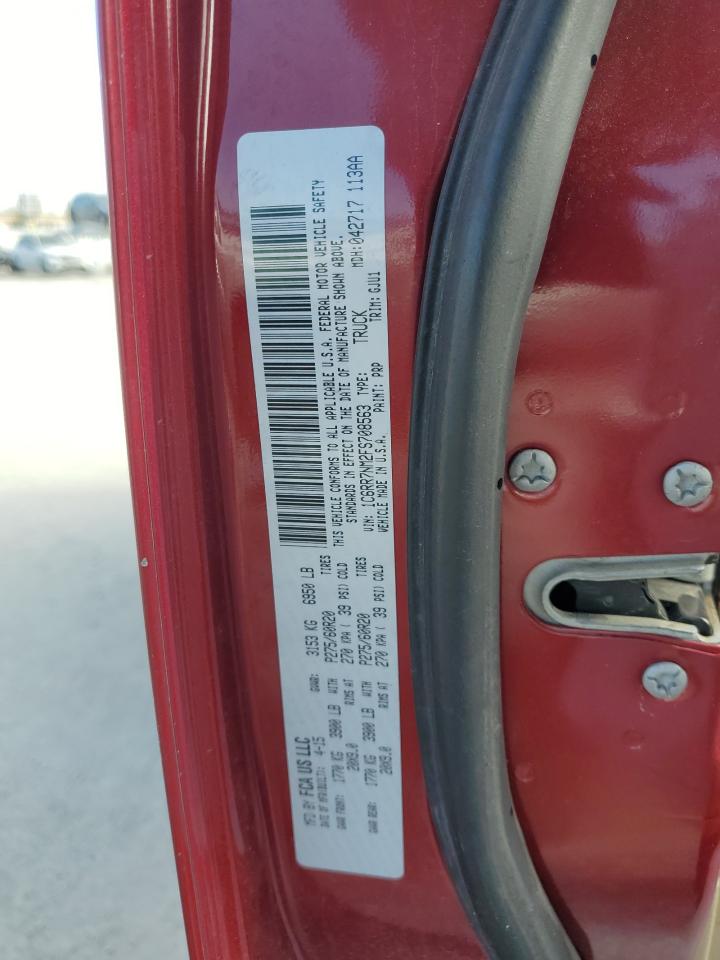 MFD BY FCA US LLC
DATE OF MFR(BUILT): 4-15 GVWR: 3153 KG 6950 LB
GAWR FRONT: 1770 KG 3900 LB WITH P275/60R20 TIRES
20X9.0 RIMS AT 270 KPA ( 39 PSI) COLD
GAWR REAR: 1770 KG 3900 LB WITH P275/60R20 TIRES
20X9.0 RIMS AT 270 KPA ( 39 PSI) COLD
THIS VEHICLE CONFORMS TO ALL APPLICABLE U.S.A. FEDERAL MOTOR VEHICLE SAFETY
STANDARDS IN EFFECT ON THE DATE OF MANUFACTURE SHOWN ABOVE.
VIN: 1C6RR7NM2FS708563 TYPE: TRUCK MDH:042717 113AA
VEHICLE MADE IN U.S.A. PAINT: PRP TRIM: GJU1